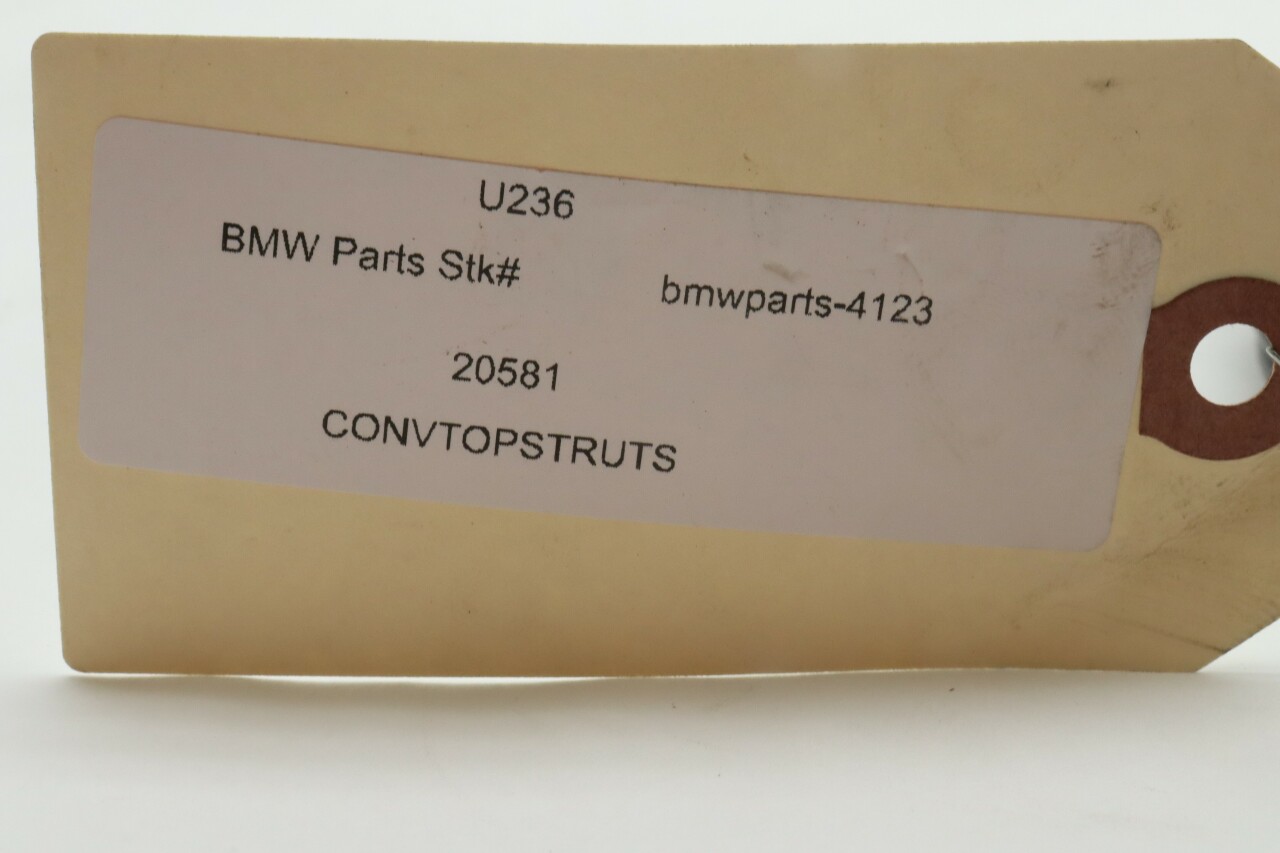 U236
BMW Parts Stk# bmwparts-4123
20581
CONVTOPSTRUTS